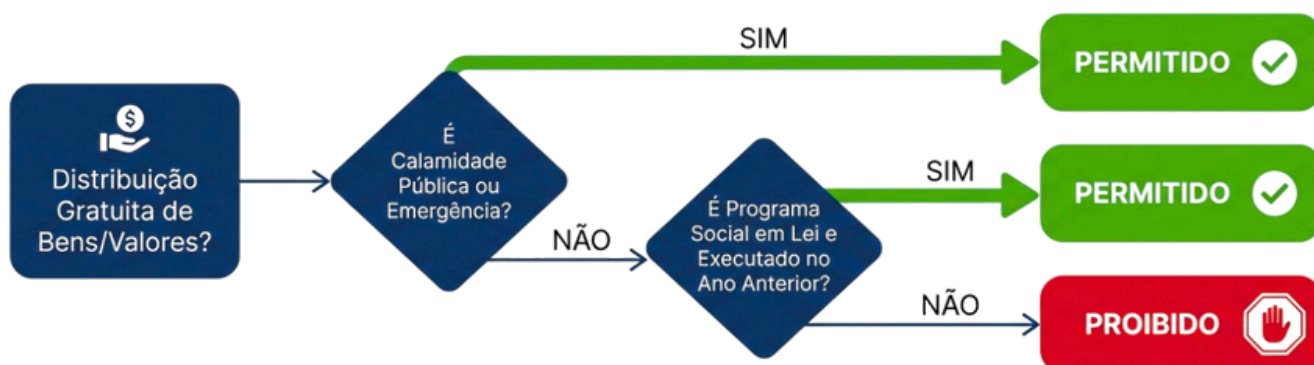 $
Distribuição
Gratuita de
Bens/Valores?
É
Calamidade
Pública ou
Emergência?
SIM
PERMITIDO
NÃO
É Programa
Social em Lei e
Executado no
Ano Anterior?
SIM
PERMITIDO
NÃO
PROIBIDO